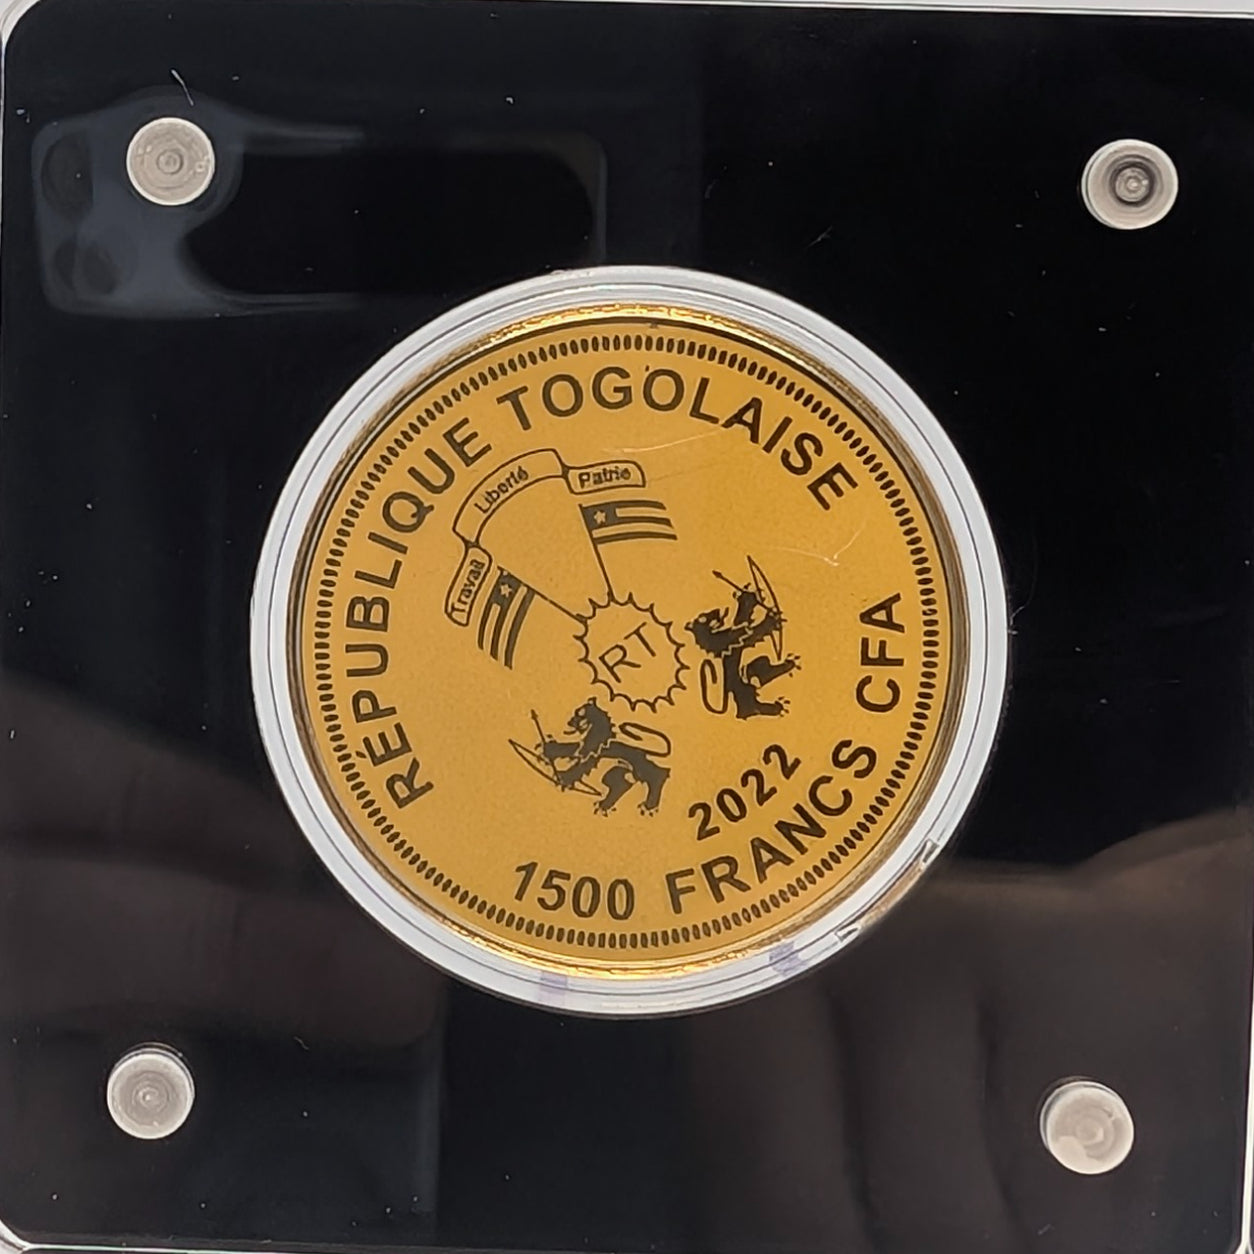 RÉPUBLIQUE TOGOLAISE
Travail Liberté Patrie
RT
2022
1500 FRANCS CFA